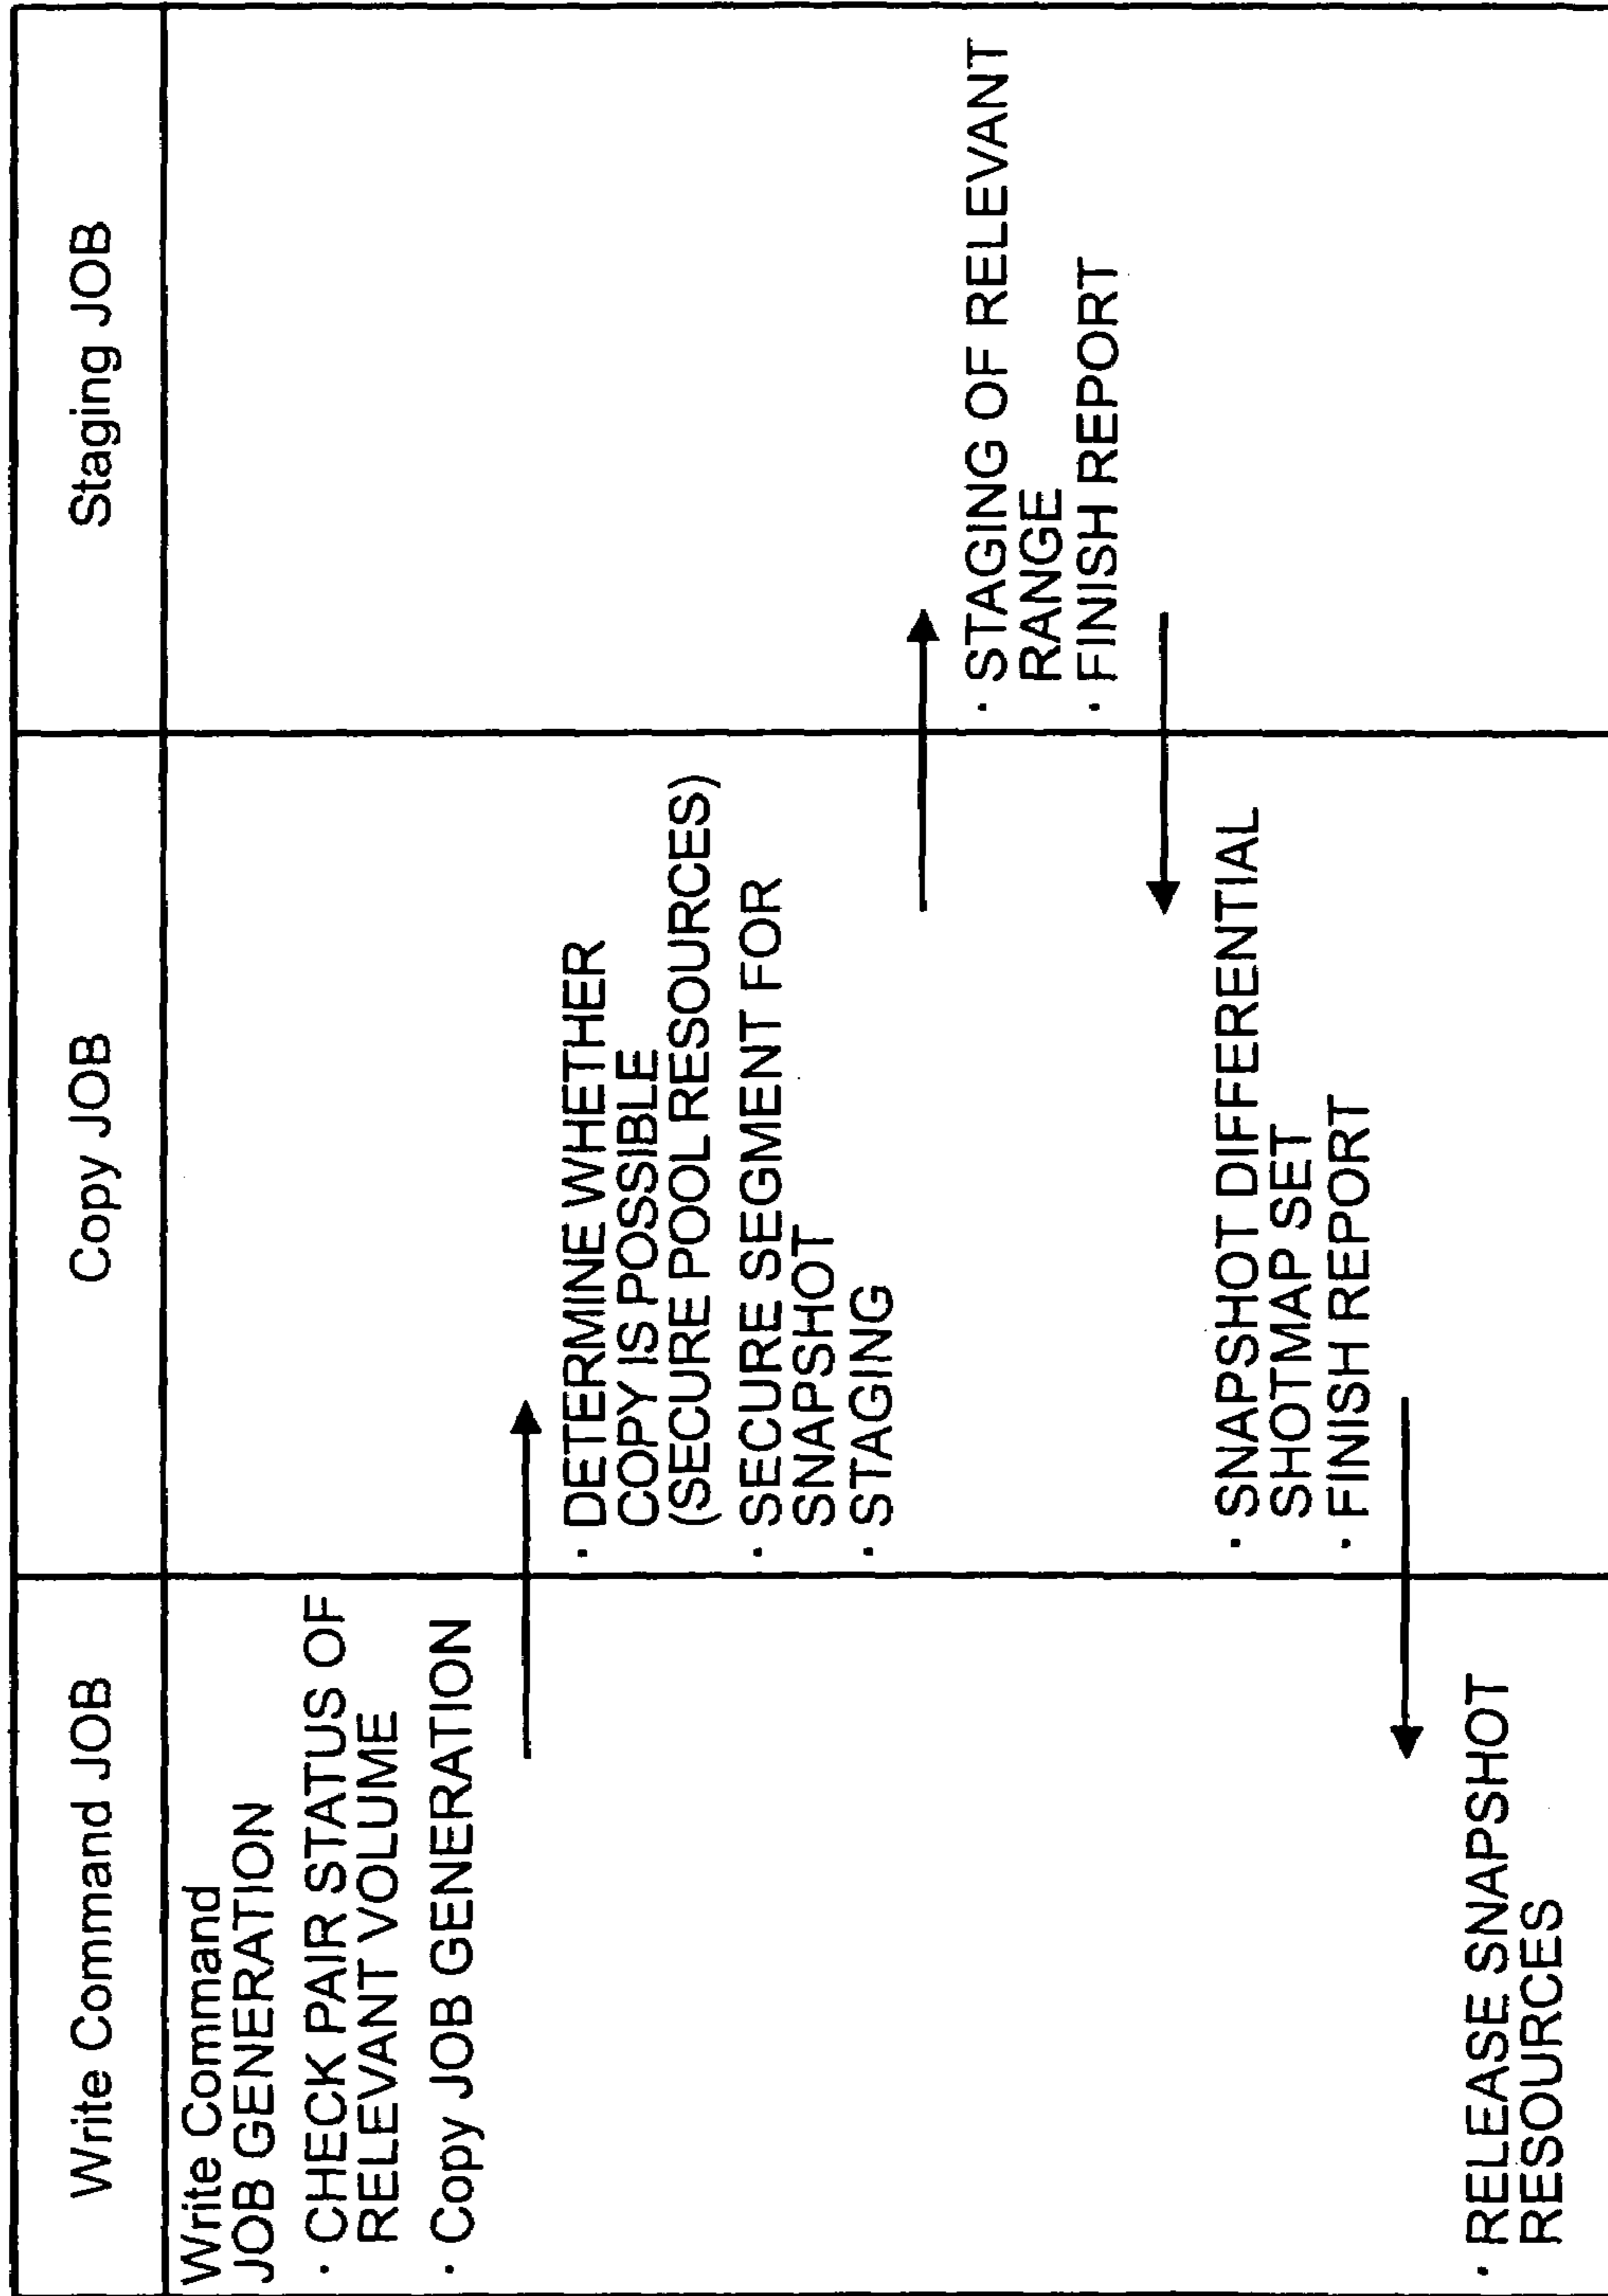 Write Command JOB
Copy JOB
Staging JOB
Write Command
JOB GENERATION
· CHECK PAIR STATUS OF
RELEVANT VOLUME
· Copy JOB GENERATION
· DETERMINE WHETHER
COPY IS POSSIBLE
(SECURE POOL RESOURCES)
· SECURE SEGMENT FOR
SNAPSHOT
· STAGING
· STAGING OF RELEVANT
RANGE
· FINISH REPORT
· SNAPSHOT DIFFERENTIAL
SHOTMAP SET
· FINISH REPORT
· RELEASE SNAPSHOT
RESOURCES